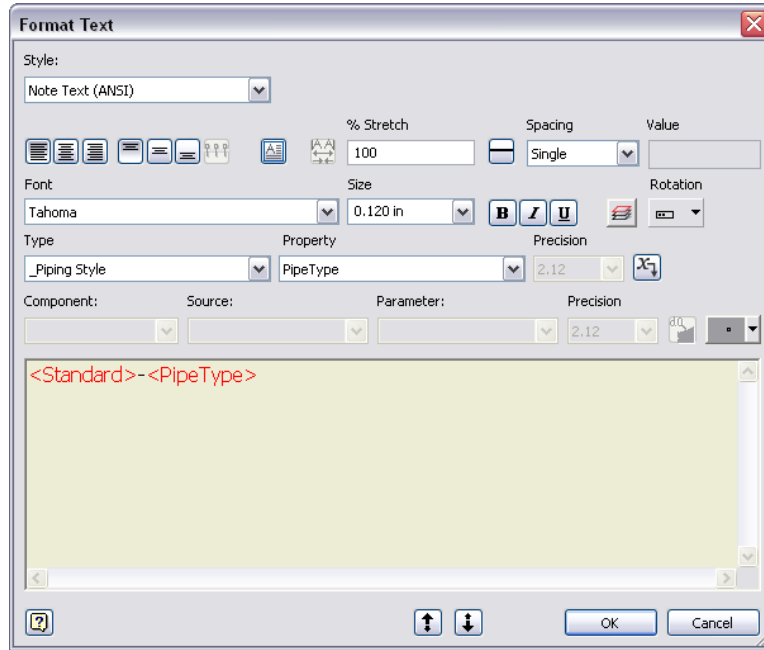 Format Text
Style:
Note Text (ANSI)
% Stretch Spacing Value
100 Single
Font Size Rotation
Tahoma 0.120 in B I U
Type Property Precision
_Piping Style PipeType 2.12
Component: Source: Parameter: Precision
2.12
<Standard>-<PipeType>
OK Cancel